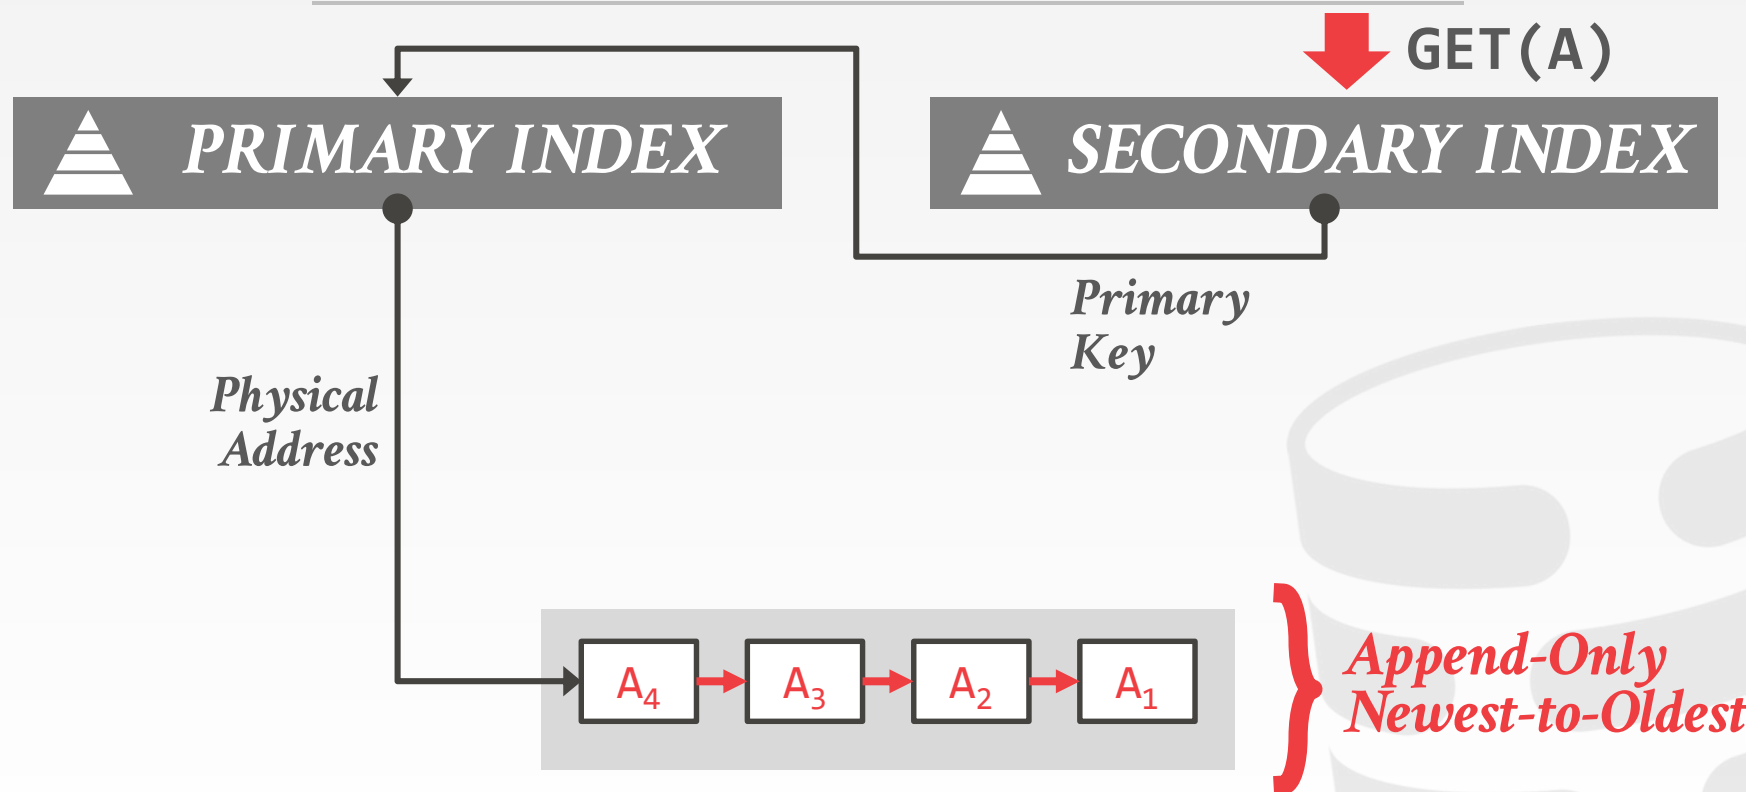 GET(A)
PRIMARY INDEX
SECONDARY INDEX
Primary
Key
Physical
Address
A4
A3
A2
A1
Append-Only
Newest-to-Oldest